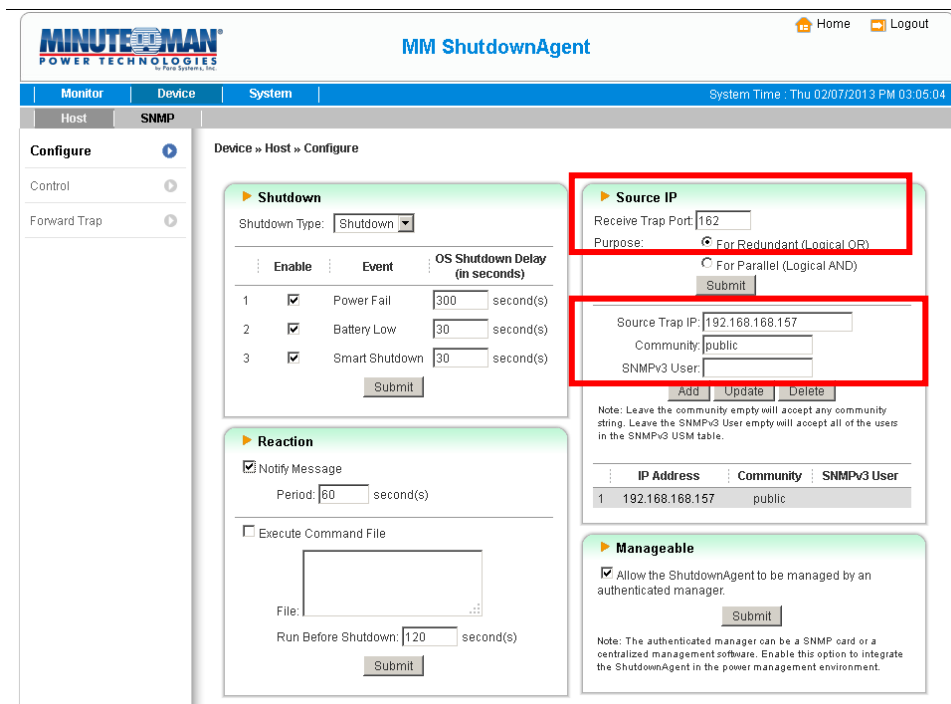 MINUTEMAN®
POWER TECHNOLOGIES
by Para Systems, Inc.
MM ShutdownAgent
Home
Logout
Monitor
Device
System
System Time : Thu 02/07/2013 PM 03:05:04
Host
SNMP
Configure
Control
Forward Trap
Device » Host » Configure
Shutdown
Shutdown Type: Shutdown
Enable Event OS Shutdown Delay
(in seconds)
1 Power Fail 300 second(s)
2 Battery Low 30 second(s)
3 Smart Shutdown 30 second(s)
Submit
Reaction
Notify Message
Period: 60 second(s)
Execute Command File
File:
Run Before Shutdown: 120 second(s)
Submit
Source IP
Receive Trap Port: 162
Purpose: For Redundant (Logical OR)
For Parallel (Logical AND)
Submit
Source Trap IP: 192.168.168.157
Community: public
SNMPv3 User:
Add Update Delete
Note: Leave the community empty will accept any community
string. Leave the SNMPv3 User empty will accept all of the users
in the SNMPv3 USM table.
IP Address Community SNMPv3 User
1 192.168.168.157 public
Manageable
Allow the ShutdownAgent to be managed by an
authenticated manager.
Submit
Note: The authenticated manager can be a SNMP card or a
centralized management software. Enable this option to integrate
the ShutdownAgent in the power management environment.